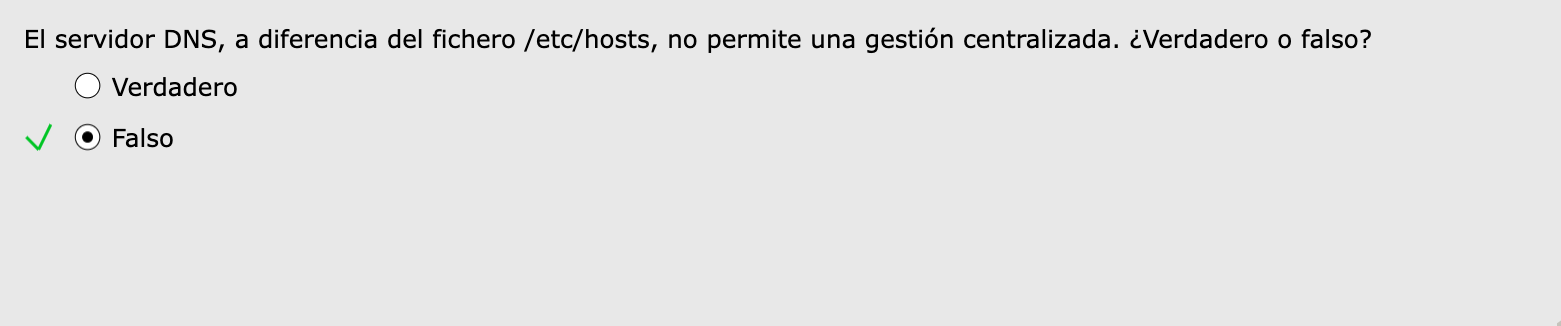 El servidor DNS, a diferencia del fichero /etc/hosts, no permite una gestión centralizada. ¿Verdadero o falso?
Verdadero
Falso